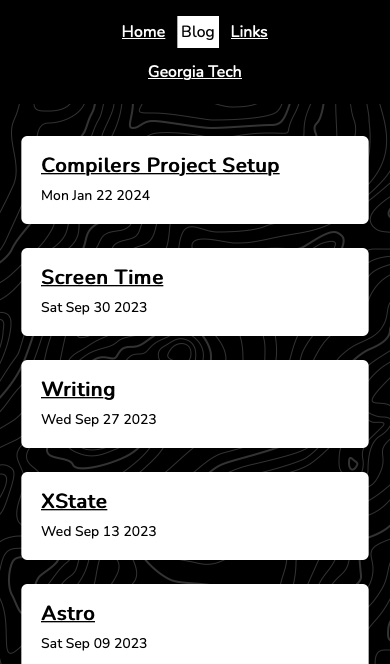 Home Blog Links
Georgia Tech
Compilers Project Setup
Mon Jan 22 2024
Screen Time
Sat Sep 30 2023
Writing
Wed Sep 27 2023
XState
Wed Sep 13 2023
Astro
Sat Sep 09 2023